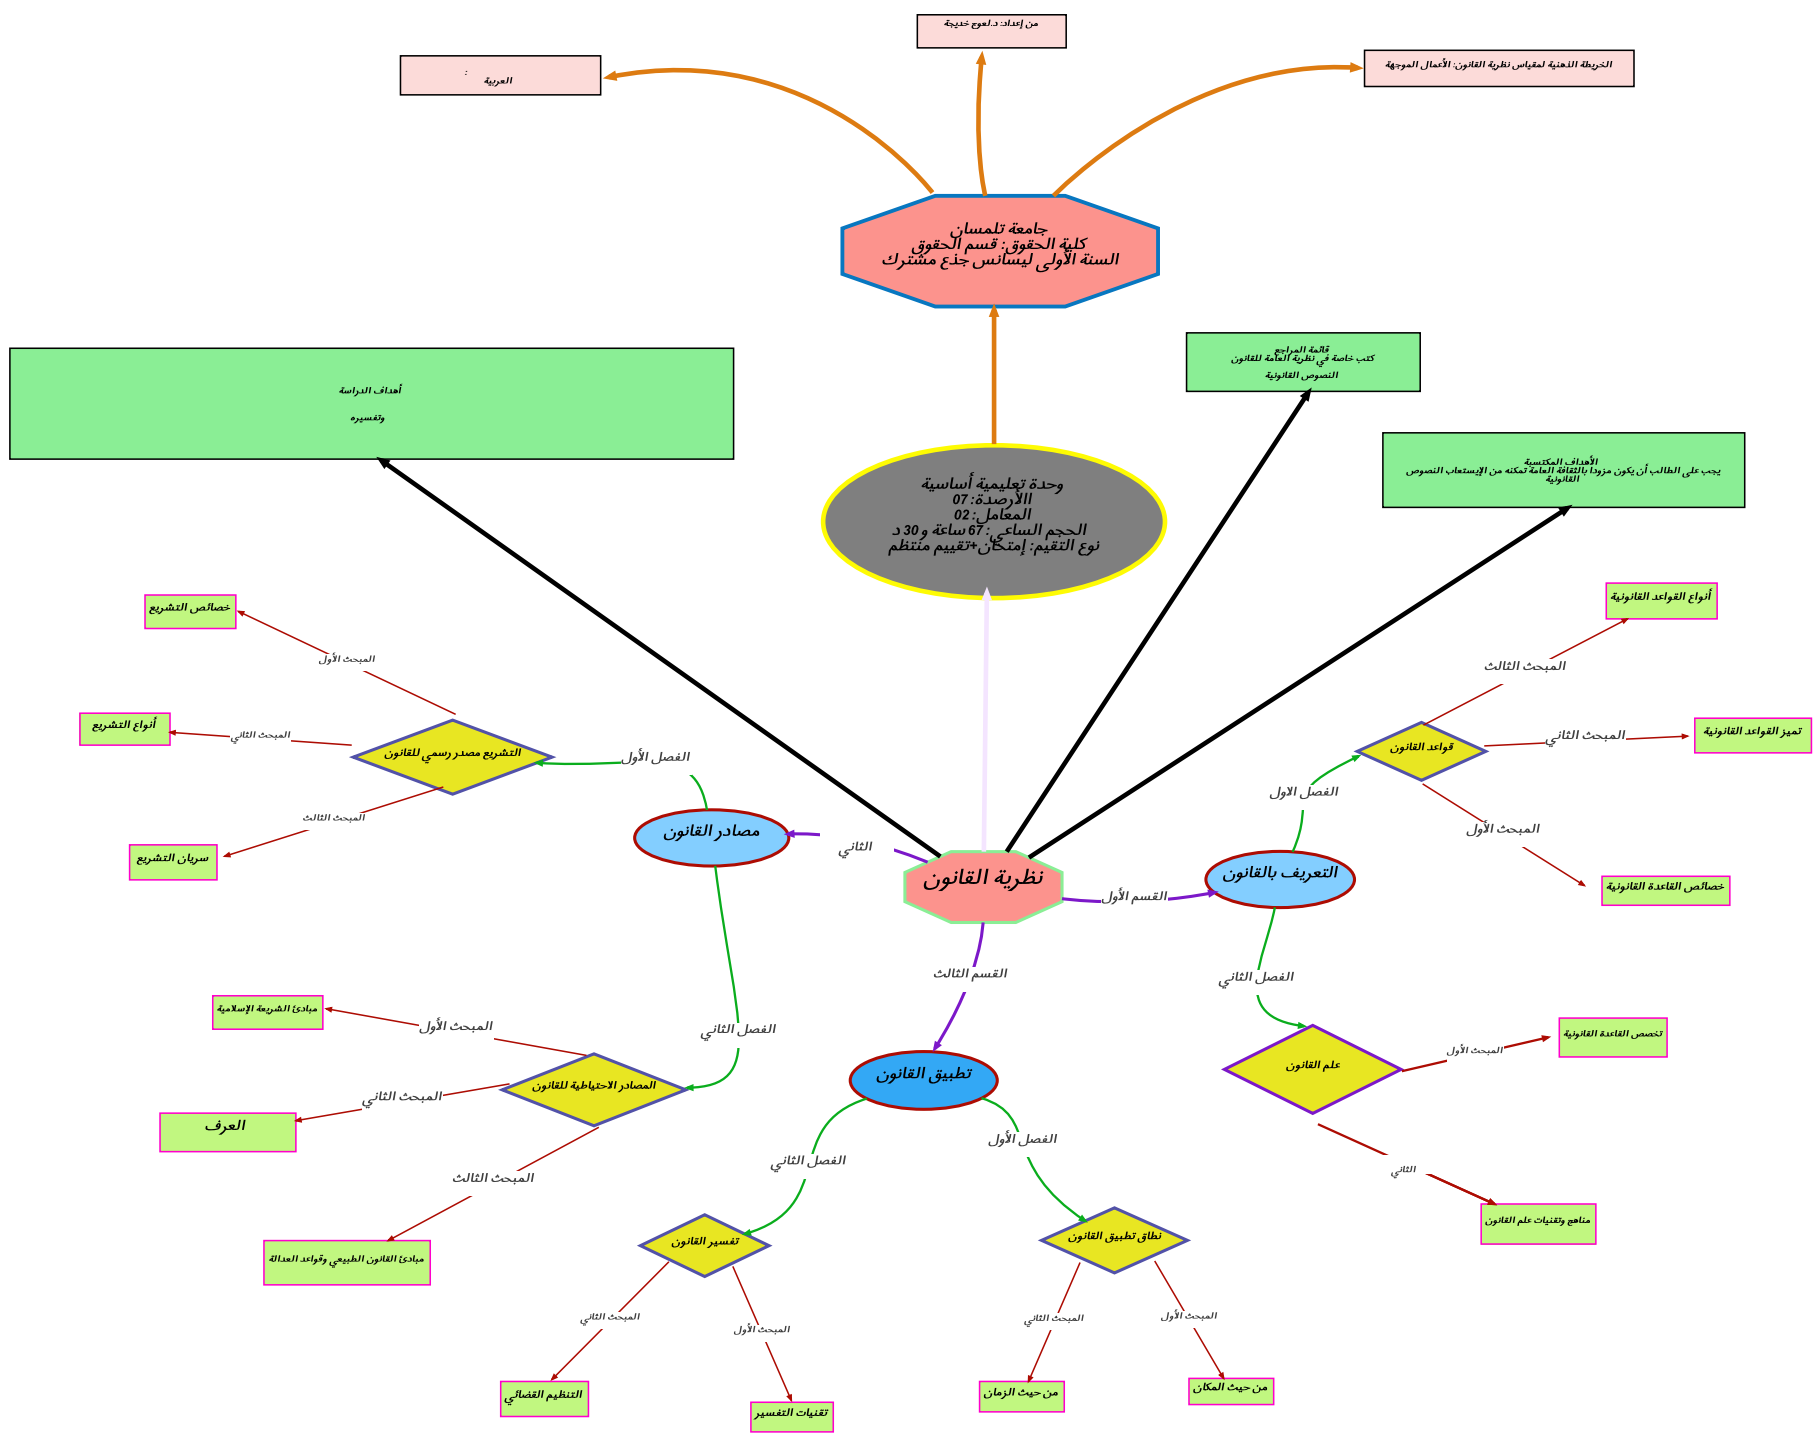 من إعداد: د.لعوج خديجة
الخريطة الذهنية لمقياس نظرية القانون: الأعمال الموجهة
:
العربية
جامعة تلمسان
كلية الحقوق: قسم الحقوق
السنة الأولى ليسانس جذع مشترك
قائمة المراجع
كتب خاصة في نظرية العامة للقانون
النصوص القانونية
أهداف الدراسة
وتفسيره
الأهداف المكتسبة
يجب على الطالب أن يكون مزودا بالثقافة العامة تمكنه من الإيستعاب النصوص
القانونية
وحدة تعليمية أساسية
االأرصدة: 07
المعامل: 02
الحجم الساعي: 67 ساعة و 30 د
نوع التقيم: إمتحان+تقييم منتظم
أنواع القواعد القانونية
خصائص التشريع
المبحث الأول
المبحث الثالث
أنواع التشريع
المبحث الثاني
التشريع مصدر رسمي للقانون
الفصل الأول
قواعد القانون
المبحث الثاني
تميز القواعد القانونية
المبحث الثالث
سريان التشريع
مصادر القانون
الثاني
نظرية القانون
القسم الأول
التعريف بالقانون
الفصل الاول
المبحث الأول
خصائص القاعدة القانونية
القسم الثالث
الفصل الثاني
مبادئ الشريعة الإسلامية
المبحث الأول
الفصل الثاني
تخصص القاعدة القانونية
المبحث الأول
علم القانون
تطبيق القانون
المصادر الاحتياطية للقانون
المبحث الثاني
العرف
الفصل الأول
الفصل الثاني
الثاني
المبحث الثالث
مناهج وتقنيات علم القانون
نطاق تطبيق القانون
تفسير القانون
مبادئ القانون الطبيعي وقواعد العدالة
المبحث الأول
المبحث الثاني
المبحث الأول
المبحث الثاني
من حيث المكان
من حيث الزمان
تقنيات التفسير
التنظيم القضائي